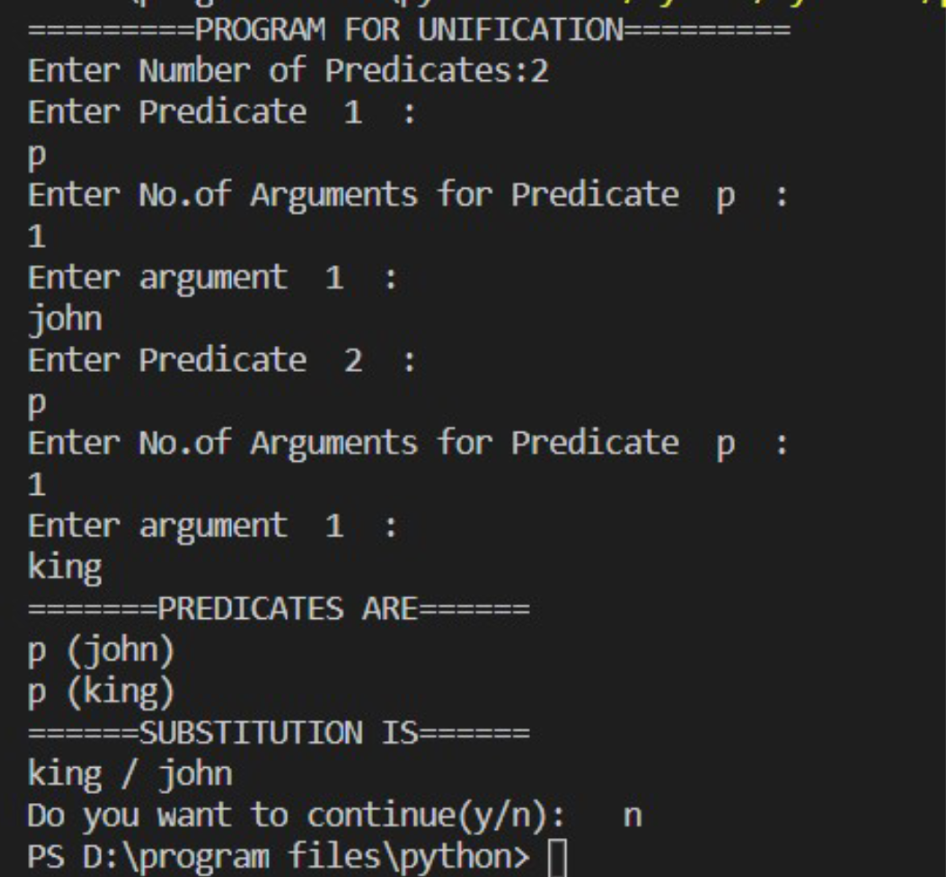 =========PROGRAM FOR UNIFICATION=========
Enter Number of Predicates:2
Enter Predicate  1  :
p
Enter No.of Arguments for Predicate  p  :
1
Enter argument  1  :
john
Enter Predicate  2  :
p
Enter No.of Arguments for Predicate  p  :
1
Enter argument  1  :
king
=======PREDICATES ARE======
p (john)
p (king)
======SUBSTITUTION IS======
king / john
Do you want to continue(y/n):   n
PS D:\program files\python>